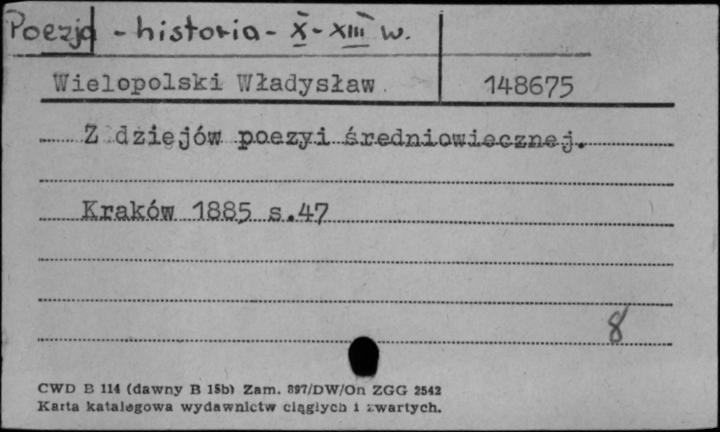 Poezja - historia - X - XIII w.
Wielopolski Władysław 148675
Z dziejów poezyi średniowiecznej.
Kraków 1885 s.47
8
CWD B 114 (dawny B 15b) Zam. 897/DW/On ZGG 2542
Karta katalogowa wydawnictw ciągłych i zwartych.